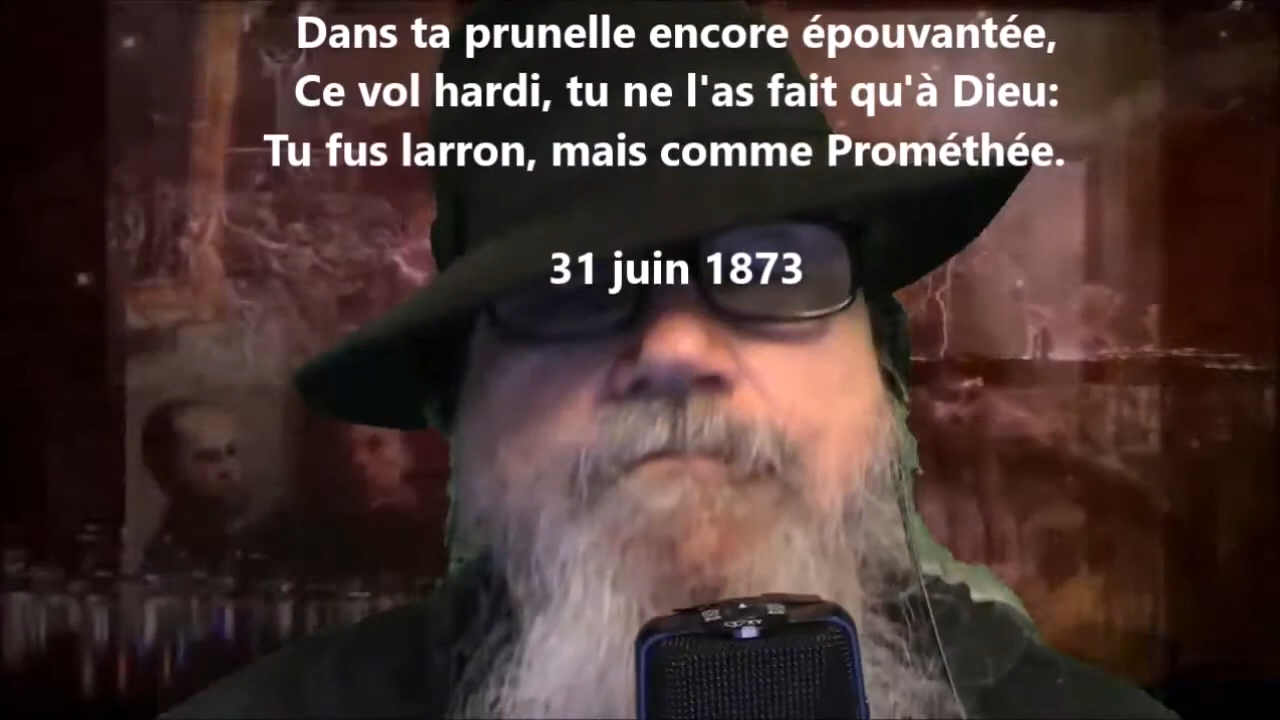 Dans ta prunelle encore épouvantée,
Ce vol hardi, tu ne l'as fait qu'à Dieu:
Tu fus larron, mais comme Prométhée.
31 juin 1873